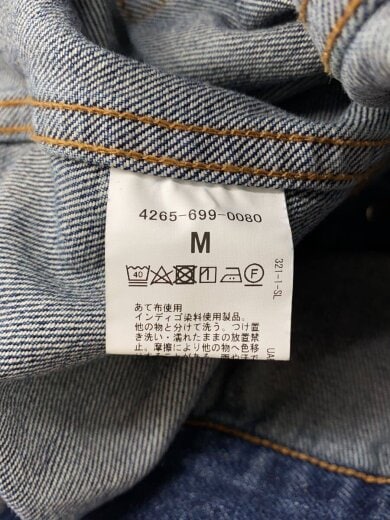 4265-699-0080
M
40
F
あて布使用
インディゴ染料使用製品。
他の物と分けて洗う。つけ置
き洗い・濡れたままの放置禁
止。摩擦により他の物へ色移
321-1-SL
UA